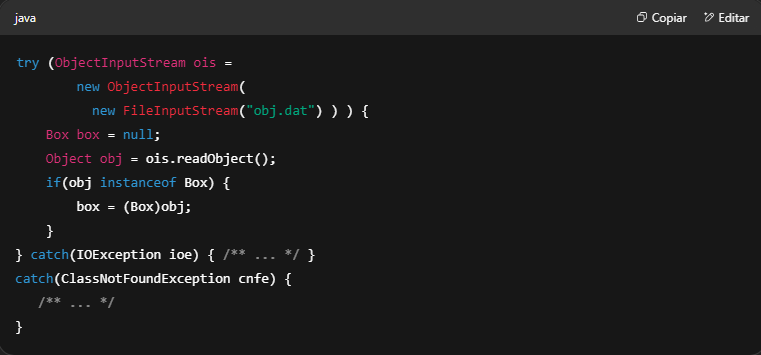 java
Copiar
Editar
try (ObjectInputStream ois =
new ObjectInputStream(
new FileInputStream("obj.dat") ) ) {
Box box = null;
Object obj = ois.readObject();
if(obj instanceof Box) {
box = (Box)obj;
}
} catch(IOException ioe) { /** ... */ }
catch(ClassNotFoundException cnfe) {
/** ... */
}